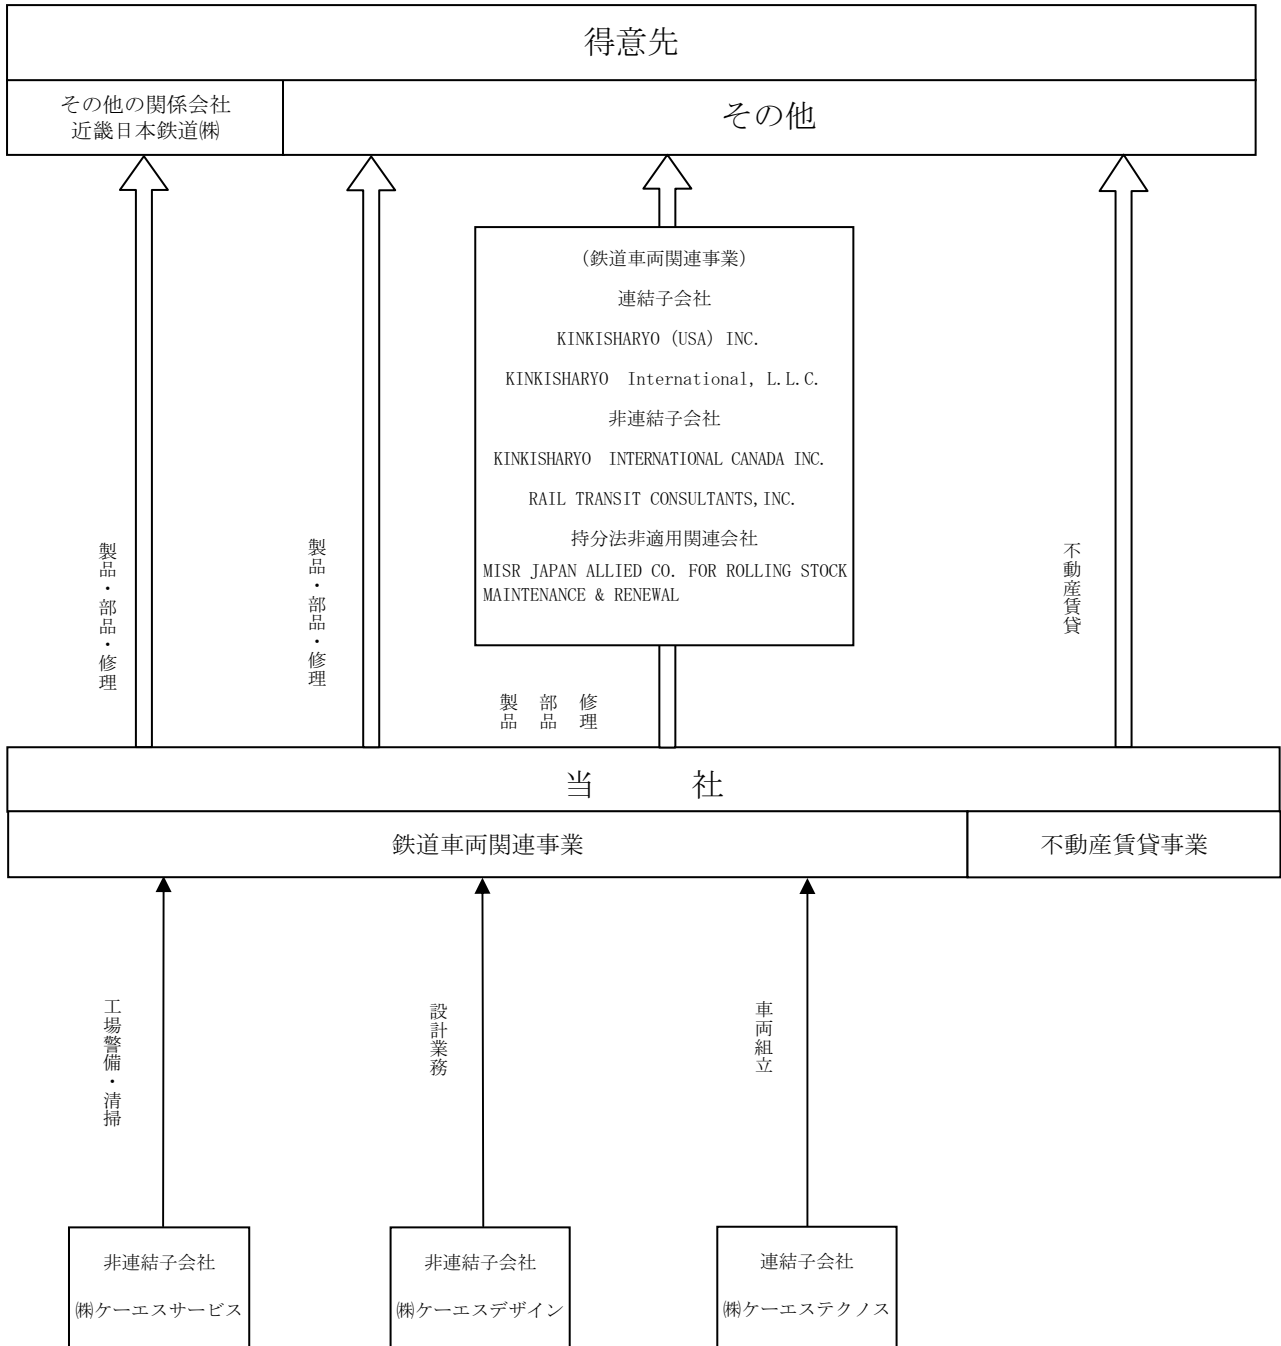 得意先
その他の関係会社
近畿日本鉄道㈱
その他
(鉄道車両関連事業)
連結子会社
KINKISHARYO (USA) INC.
KINKISHARYO International, L.L.C.
非連結子会社
KINKISHARYO INTERNATIONAL CANADA INC.
RAIL TRANSIT CONSULTANTS,INC.
持分法非適用関連会社
MISR JAPAN ALLIED CO. FOR ROLLING STOCK
MAINTENANCE & RENEWAL
製品・部品・修理
製品・部品・修理
不動産賃貸
製品
部品
修理
当 社
鉄道車両関連事業
不動産賃貸事業
工場警備・清掃
設計業務
車両組立
非連結子会社
㈱ケーエスサービス
非連結子会社
㈱ケーエスデザイン
連結子会社
㈱ケーエステクノス